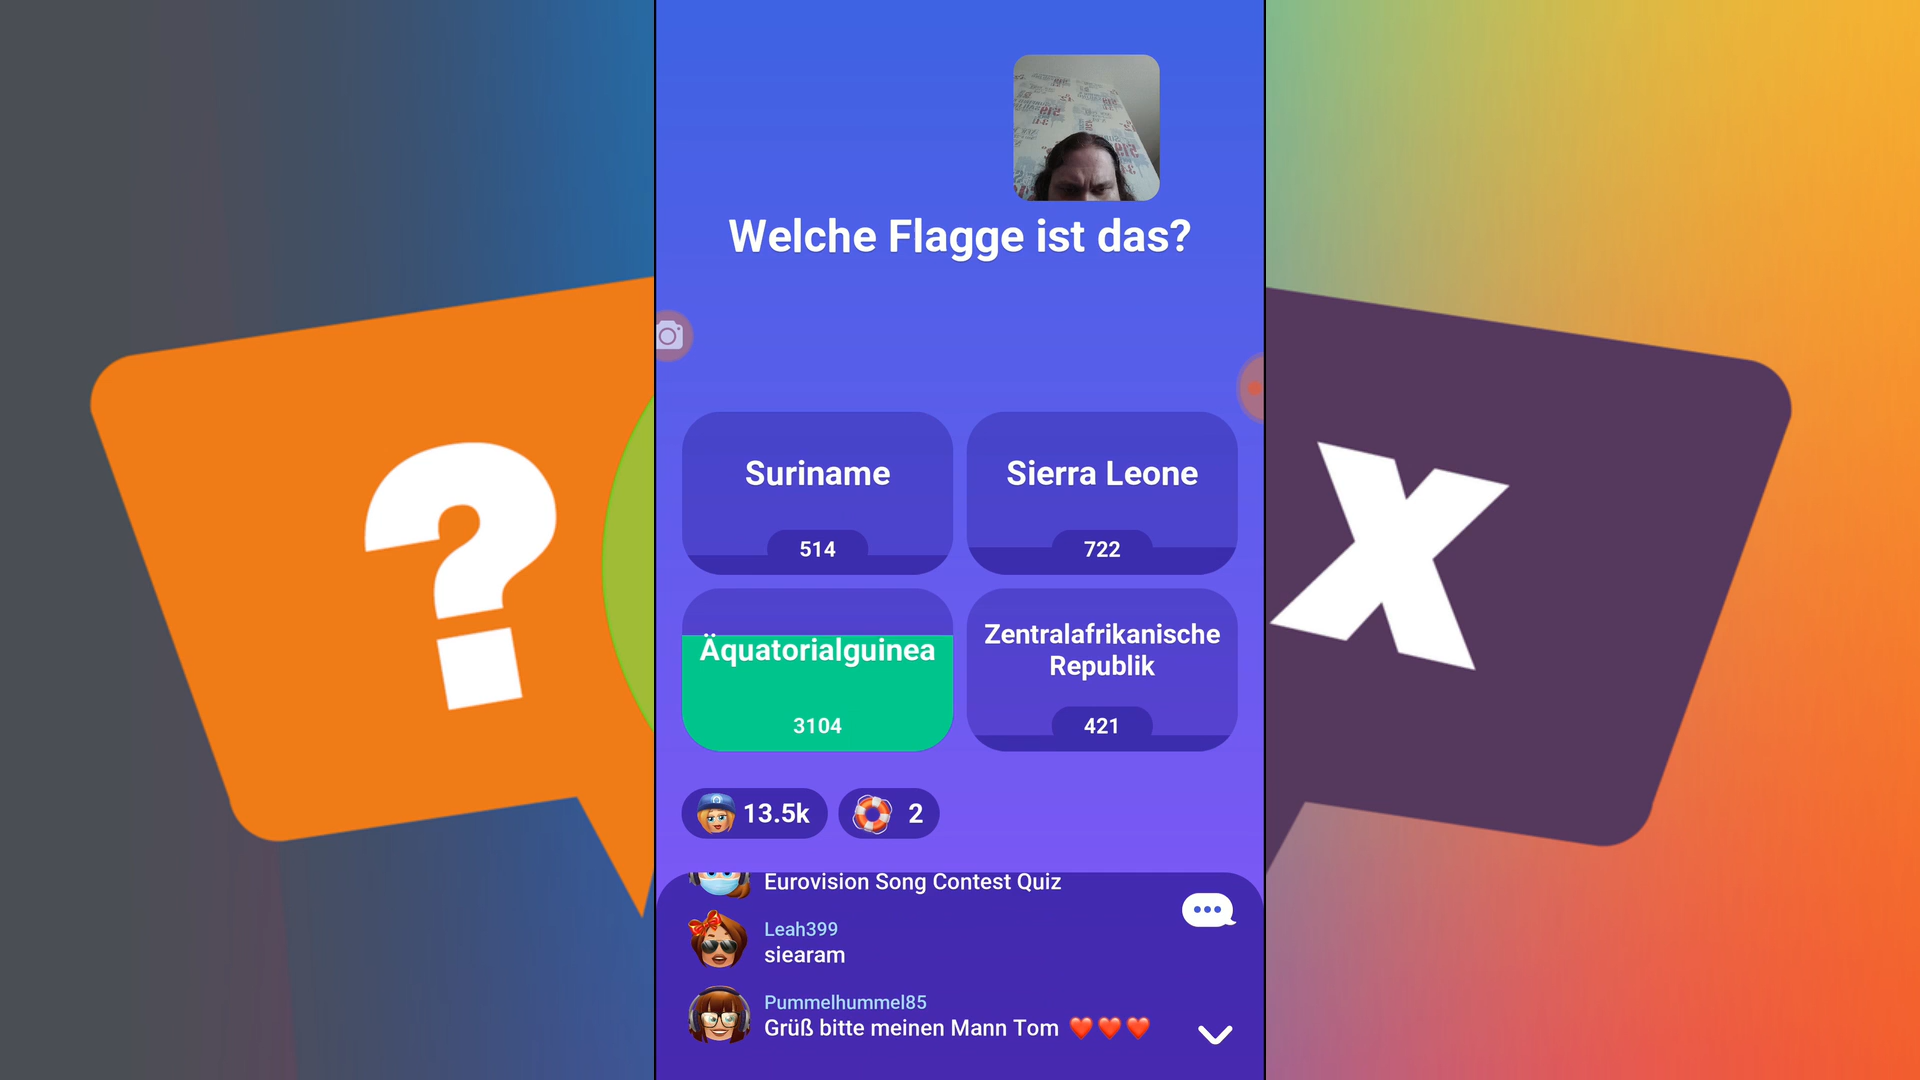 Welche Flagge ist das?
Suriname
514
Sierra Leone
722
Äquatorialguinea
3104
Zentralafrikanische
Republik
421
13.5k
2
Eurovision Song Contest Quiz
Leah399
siearam
Pummelhummel85
Grüß bitte meinen Mann Tom ❤️❤️❤️
?
X